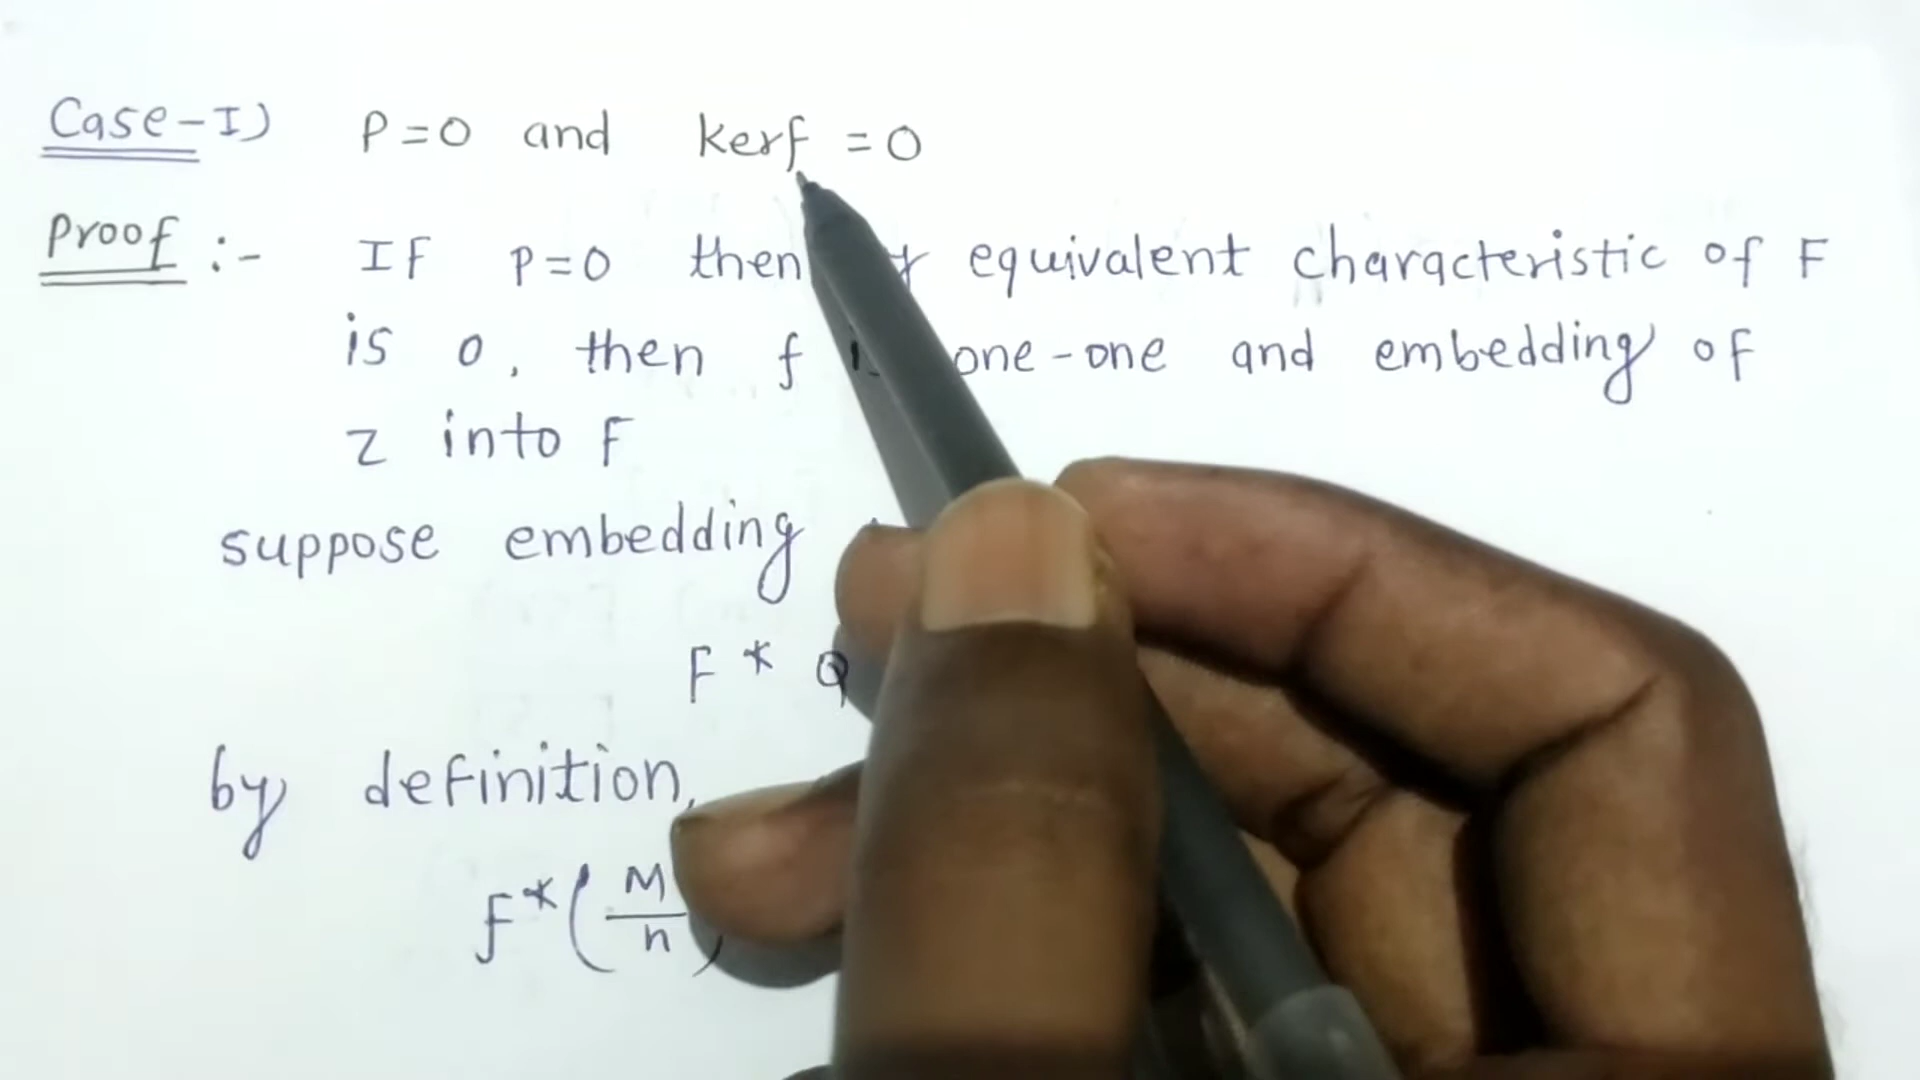 Case-I) P=0 and kerf =0
Proof :- IF p=0 then equivalent characteristic of F
is 0, then f one-one and embedding of
Z into F
suppose embedding
F * Q
by definition,
F*(M/n)